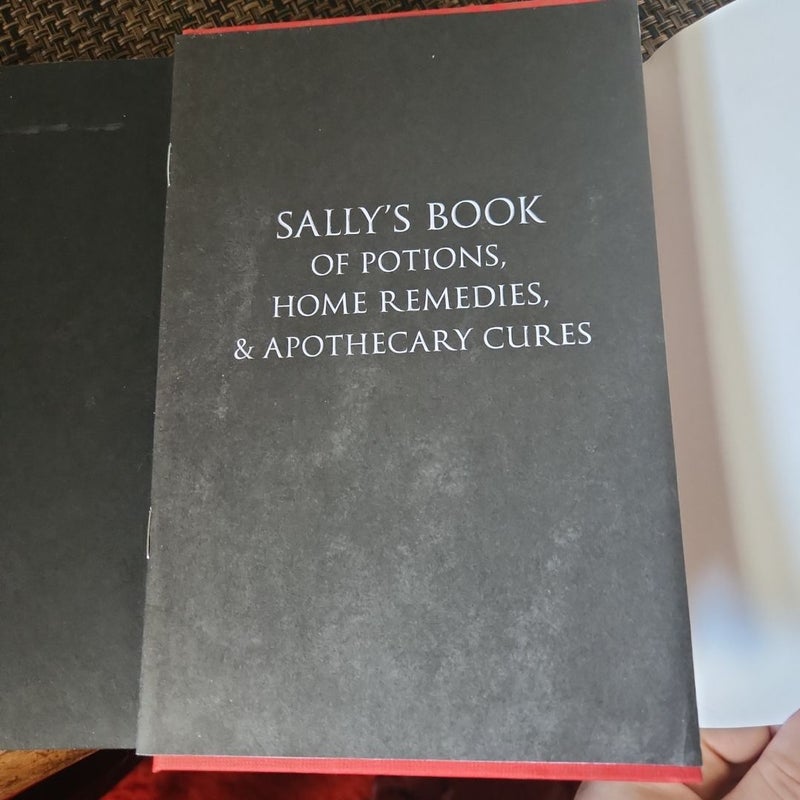 SALLY'S BOOK
OF POTIONS,
HOME REMEDIES,
& APOTHECARY CURES